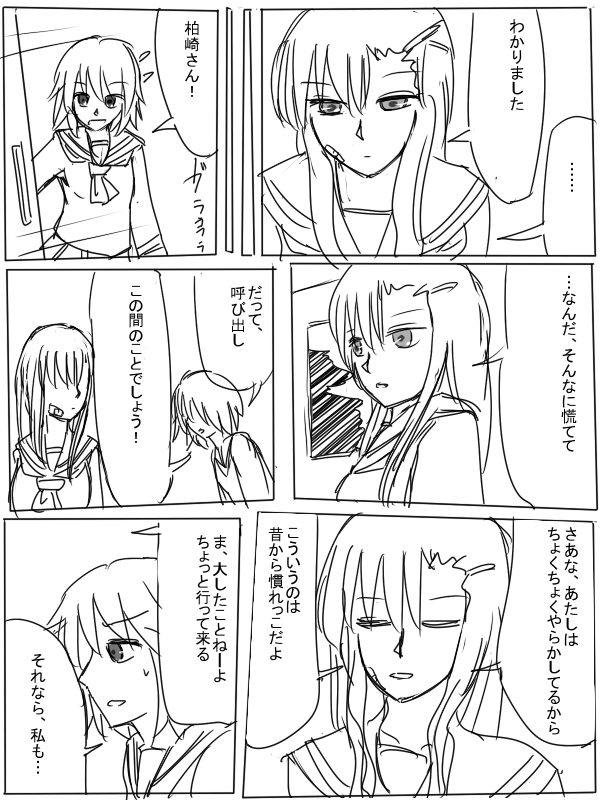 ……
わかりました
柏崎さん！
ガラララ
…なんだ、そんなに慌てて
だって、
呼び出し
この間のことでしょう！
さあな、あたしは
ちょくちょくやらかしてるから
こういうのは
昔から慣れっこだよ
ま、大したことねーよ
ちょっと行って来る
それなら、私も…